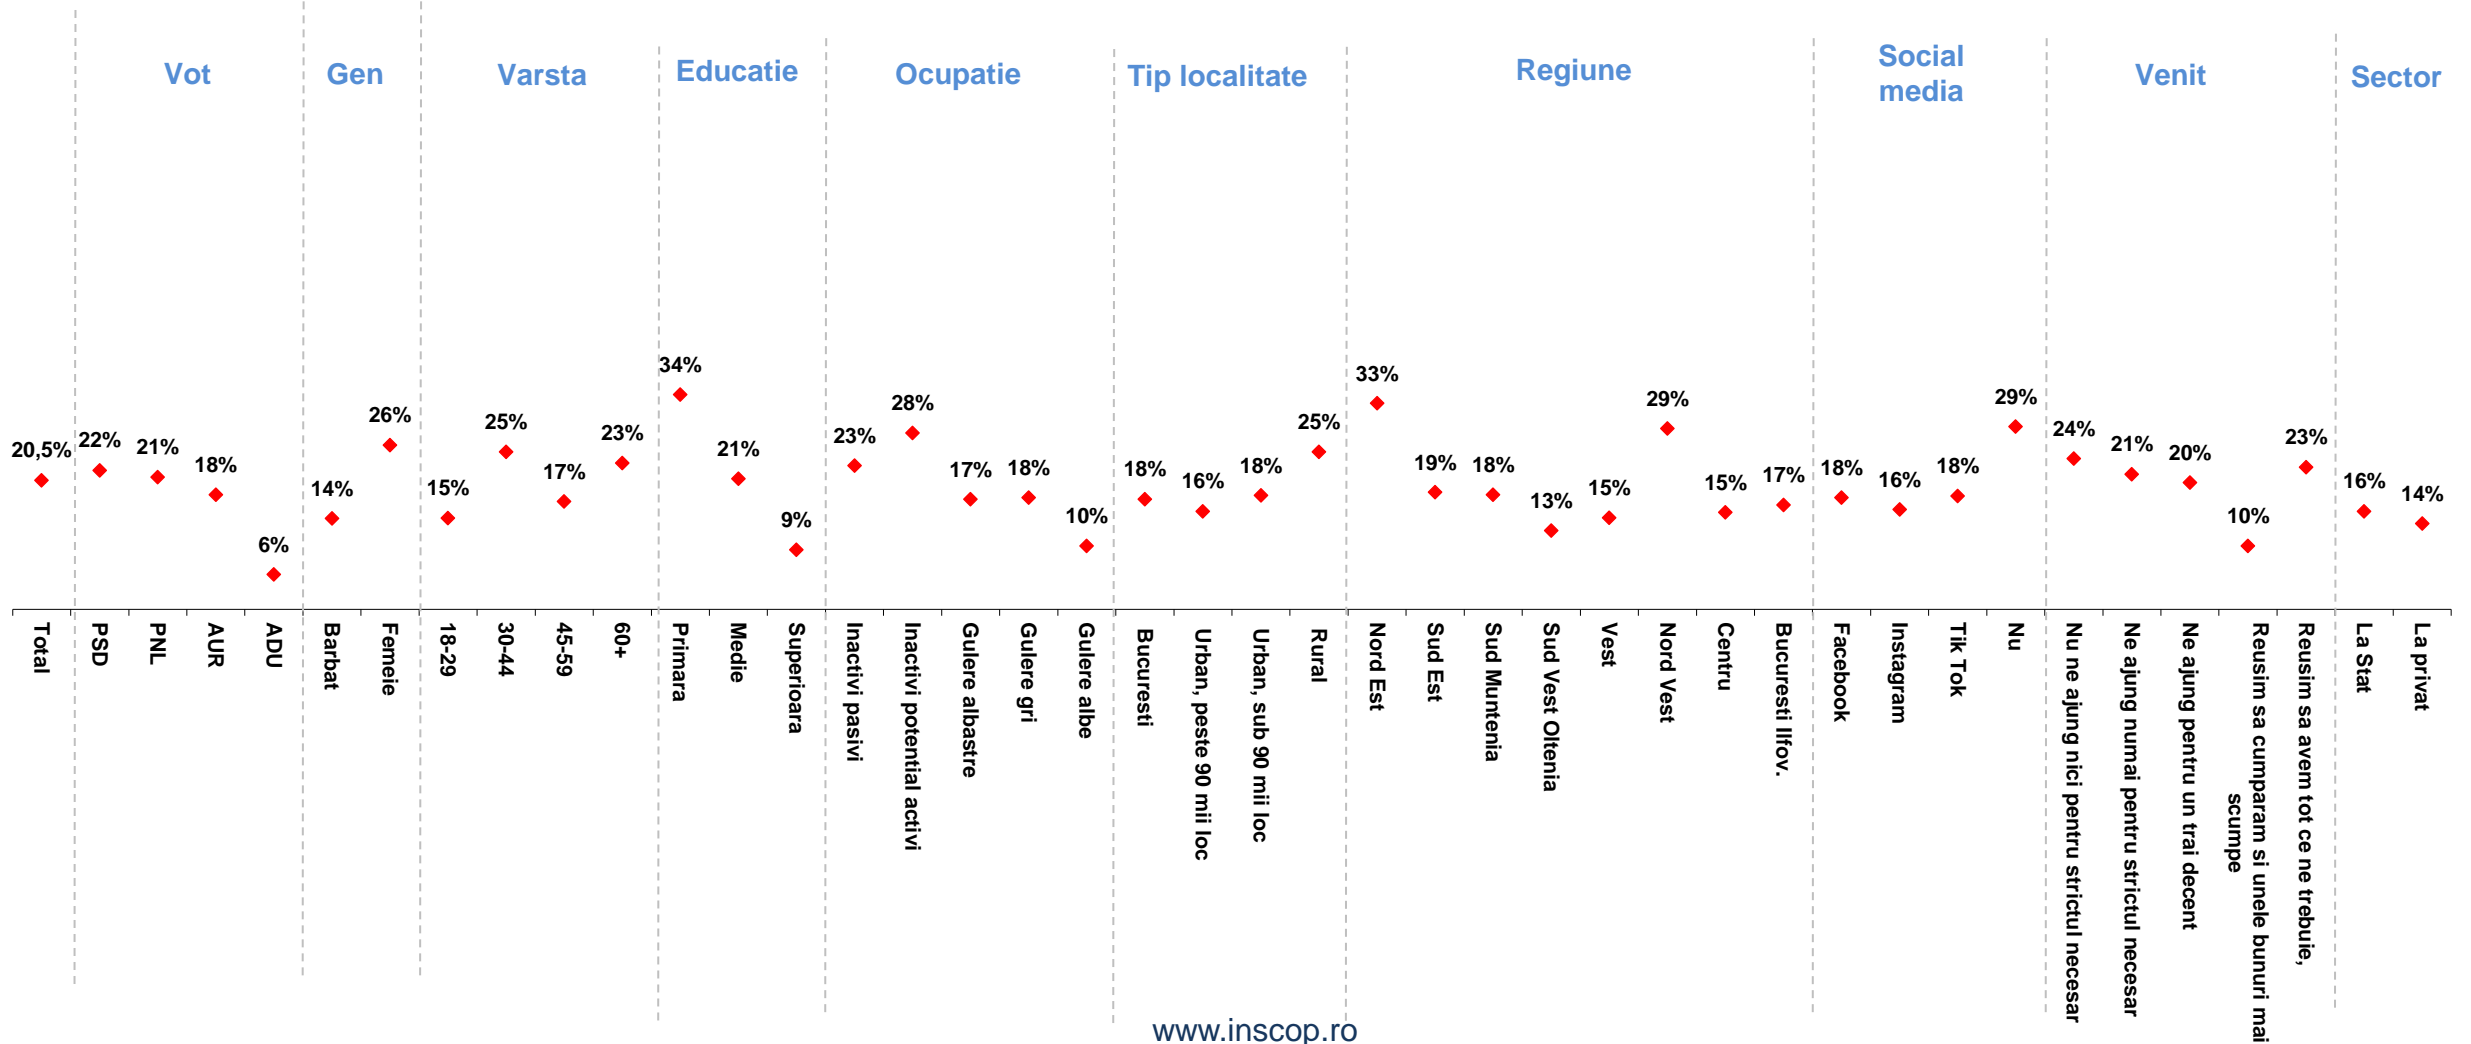 Vot
Gen
Varsta
Educatie
Ocupatie
Tip localitate
Regiune
Social
media
Venit
Sector
20,5%
22%
21%
18%
6%
14%
26%
15%
25%
17%
23%
34%
21%
9%
23%
28%
17%
18%
10%
18%
16%
18%
25%
33%
19%
18%
13%
15%
29%
15%
17%
18%
16%
18%
29%
24%
21%
20%
10%
23%
16%
14%
Total
PSD
PNL
AUR
ADU
Barbat
Femeie
18-29
30-44
45-59
60+
Primara
Medie
Superioara
Inactivi pasivi
Inactivi potential activi
Gulere albastre
Gulere gri
Gulere albe
Bucuresti
Urban, peste 90 mii loc
Urban, sub 90 mii loc
Rural
Nord Est
Sud Est
Sud Muntenia
Sud Vest Oltenia
Vest
Nord Vest
Centru
Bucuresti Ilfov.
Facebook
Instagram
Tik Tok
Nu
Nu ne ajung nici pentru strictul necesar
Ne ajung numai pentru strictul necesar
Ne ajung pentru un trai decent
Reusim sa cumparam si unele bunuri mai
scumpe
Reusim sa avem tot ce ne trebuie,
La Stat
La privat
www.inscop.ro